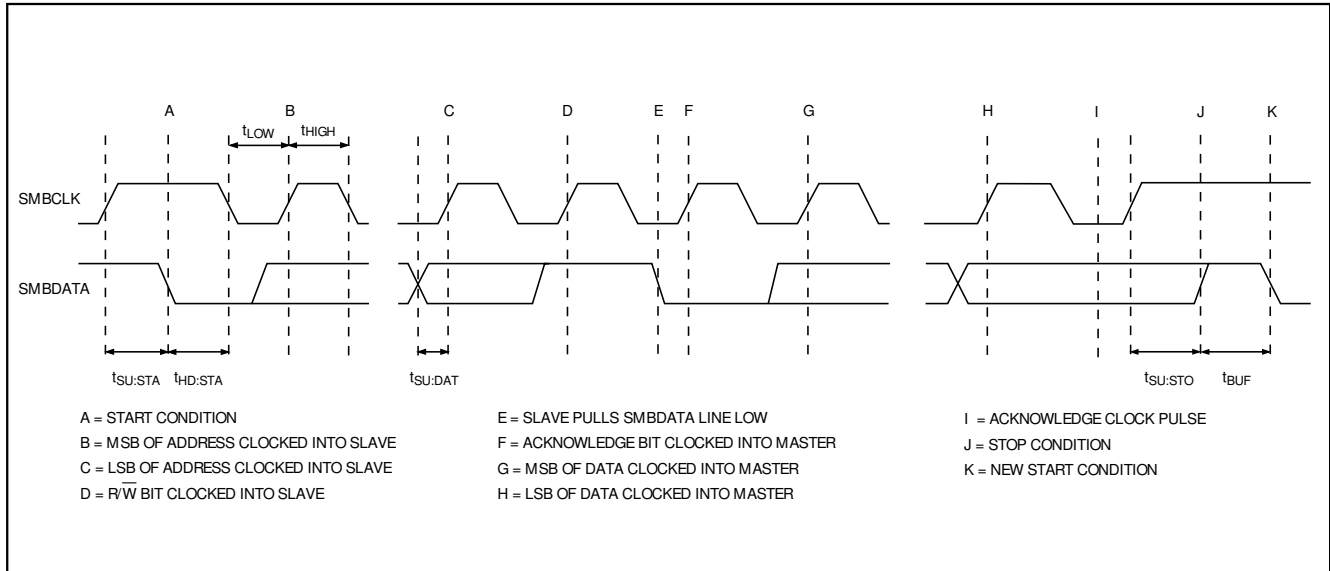 A B C D E F G H I J K
tLOW tHIGH
SMBCLK
SMBDATA
tSU:STA tHD:STA tSU:DAT tSU:STO tBUF
A = START CONDITION
B = MSB OF ADDRESS CLOCKED INTO SLAVE
C = LSB OF ADDRESS CLOCKED INTO SLAVE
D = R/W̅ BIT CLOCKED INTO SLAVE
E = SLAVE PULLS SMBDATA LINE LOW
F = ACKNOWLEDGE BIT CLOCKED INTO MASTER
G = MSB OF DATA CLOCKED INTO MASTER
H = LSB OF DATA CLOCKED INTO MASTER
I = ACKNOWLEDGE CLOCK PULSE
J = STOP CONDITION
K = NEW START CONDITION